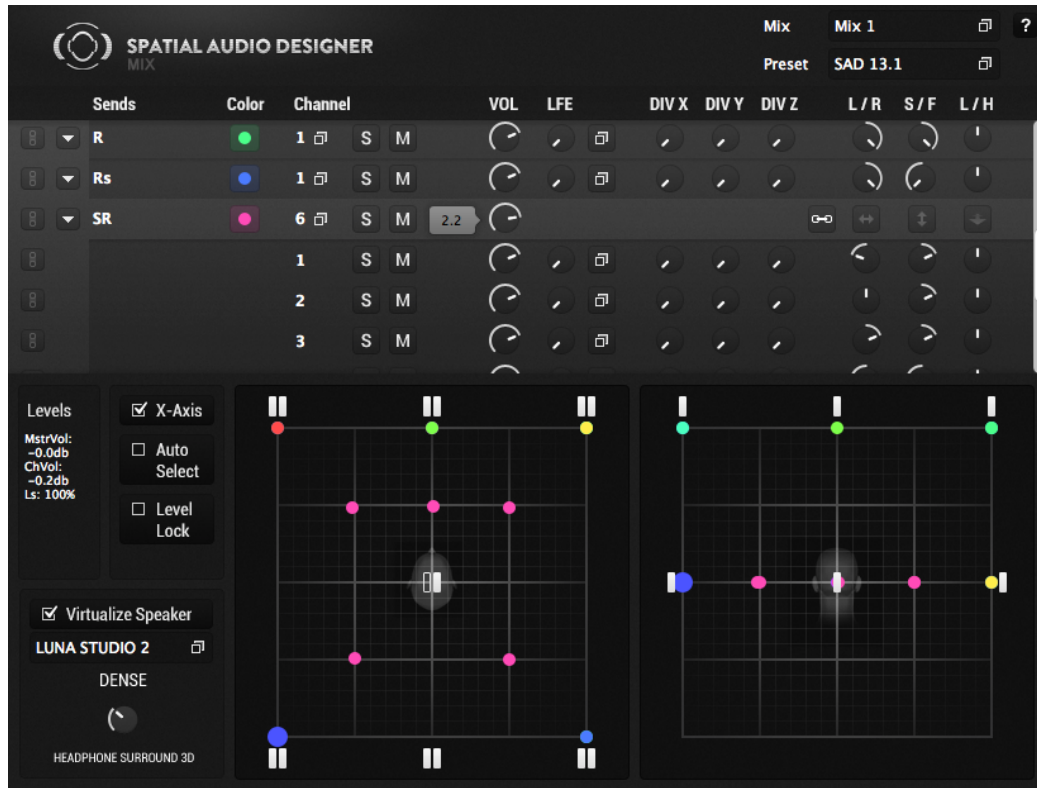 SPATIAL AUDIO DESIGNER
MIX
Mix Mix 1 ?
Preset SAD 13.1
Sends Color Channel VOL LFE DIV X DIV Y DIV Z L / R S / F L / H
R 1 S M
Rs 1 S M
SR 6 S M 2.2
1 S M
2 S M
3 S M
Levels
MstrVol:
-0.0db
ChVol:
-0.2db
Ls: 100%
X-Axis
Auto
Select
Level
Lock
Virtualize Speaker
LUNA STUDIO 2
DENSE
HEADPHONE SURROUND 3D